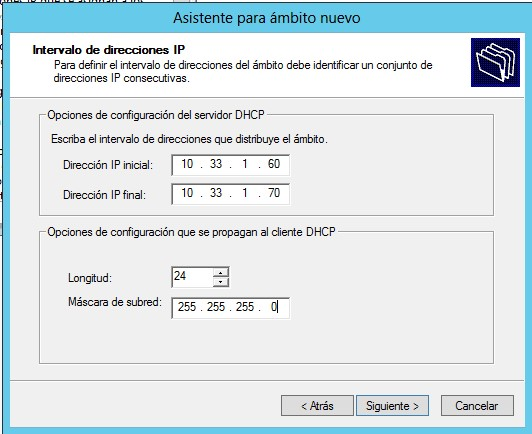 Asistente para ámbito nuevo
Intervalo de direcciones IP
Para definir el intervalo de direcciones del ámbito debe identificar un conjunto de
direcciones IP consecutivas.
Opciones de configuración del servidor DHCP
Escriba el intervalo de direcciones que distribuye el ámbito.
Dirección IP inicial: 10 . 33 . 1 . 60
Dirección IP final: 10 . 33 . 1 . 70
Opciones de configuración que se propagan al cliente DHCP
Longitud: 24
Máscara de subred: 255 . 255 . 255 . 0
< Atrás Siguiente > Cancelar